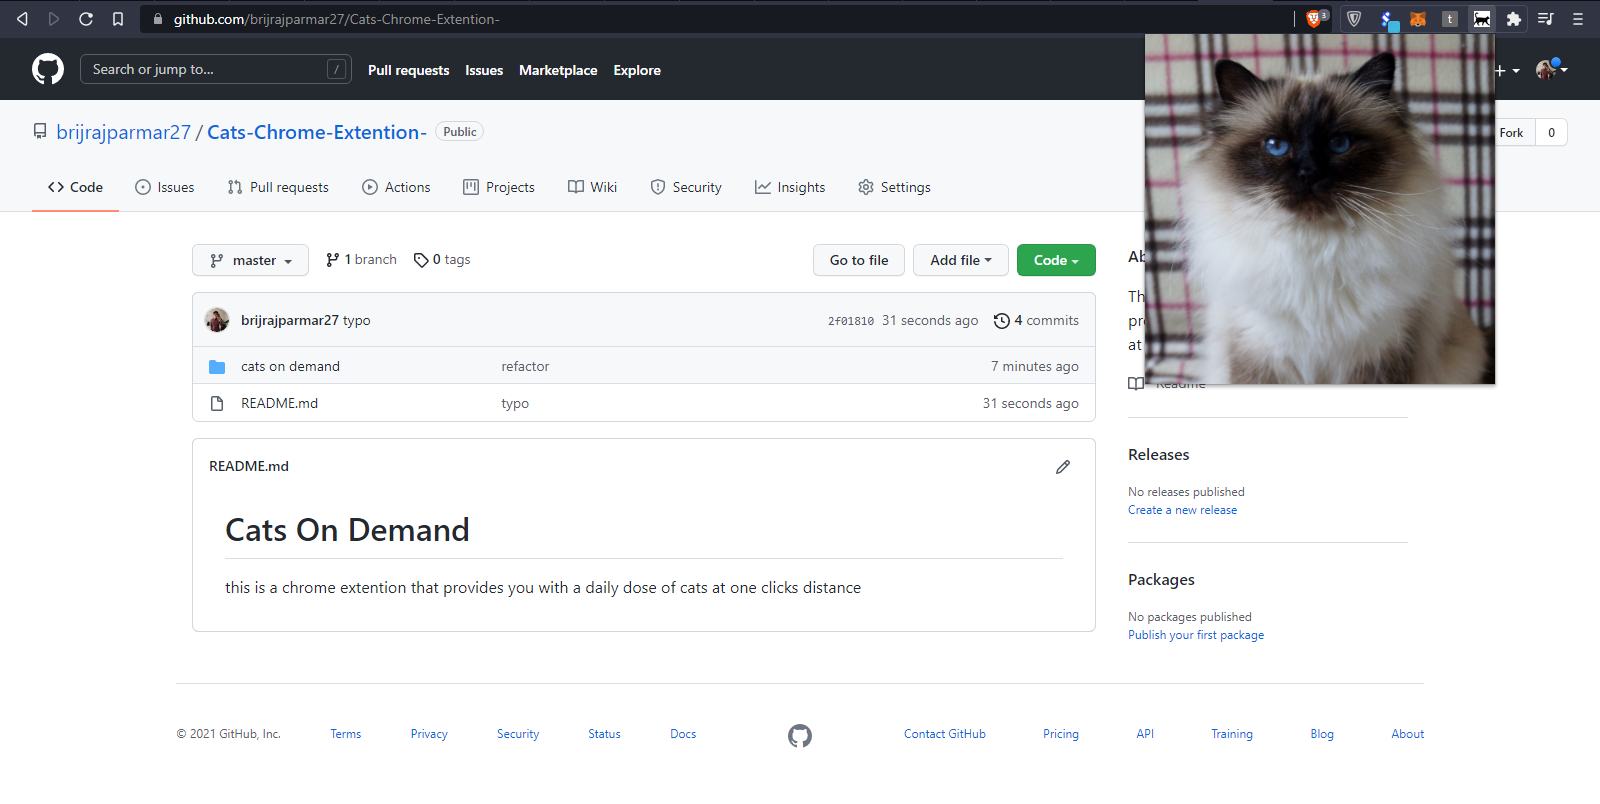 github.com/brijrajparmar27/Cats-Chrome-Extention-
3
t
Search or jump to... /
Pull requests Issues Marketplace Explore
brijrajparmar27 / Cats-Chrome-Extention- Public
Fork 0
Code Issues Pull requests Actions Projects Wiki Security Insights Settings
master 1 branch 0 tags Go to file Add file Code
brijrajparmar27 typo 2f01810 31 seconds ago 4 commits
cats on demand refactor 7 minutes ago
README.md typo 31 seconds ago
README.md
Cats On Demand
this is a chrome extention that provides you with a daily dose of cats at one clicks distance
Ab
Th
pr
at
Readme
Releases
No releases published
Create a new release
Packages
No packages published
Publish your first package
© 2021 GitHub, Inc. Terms Privacy Security Status Docs Contact GitHub Pricing API Training Blog About